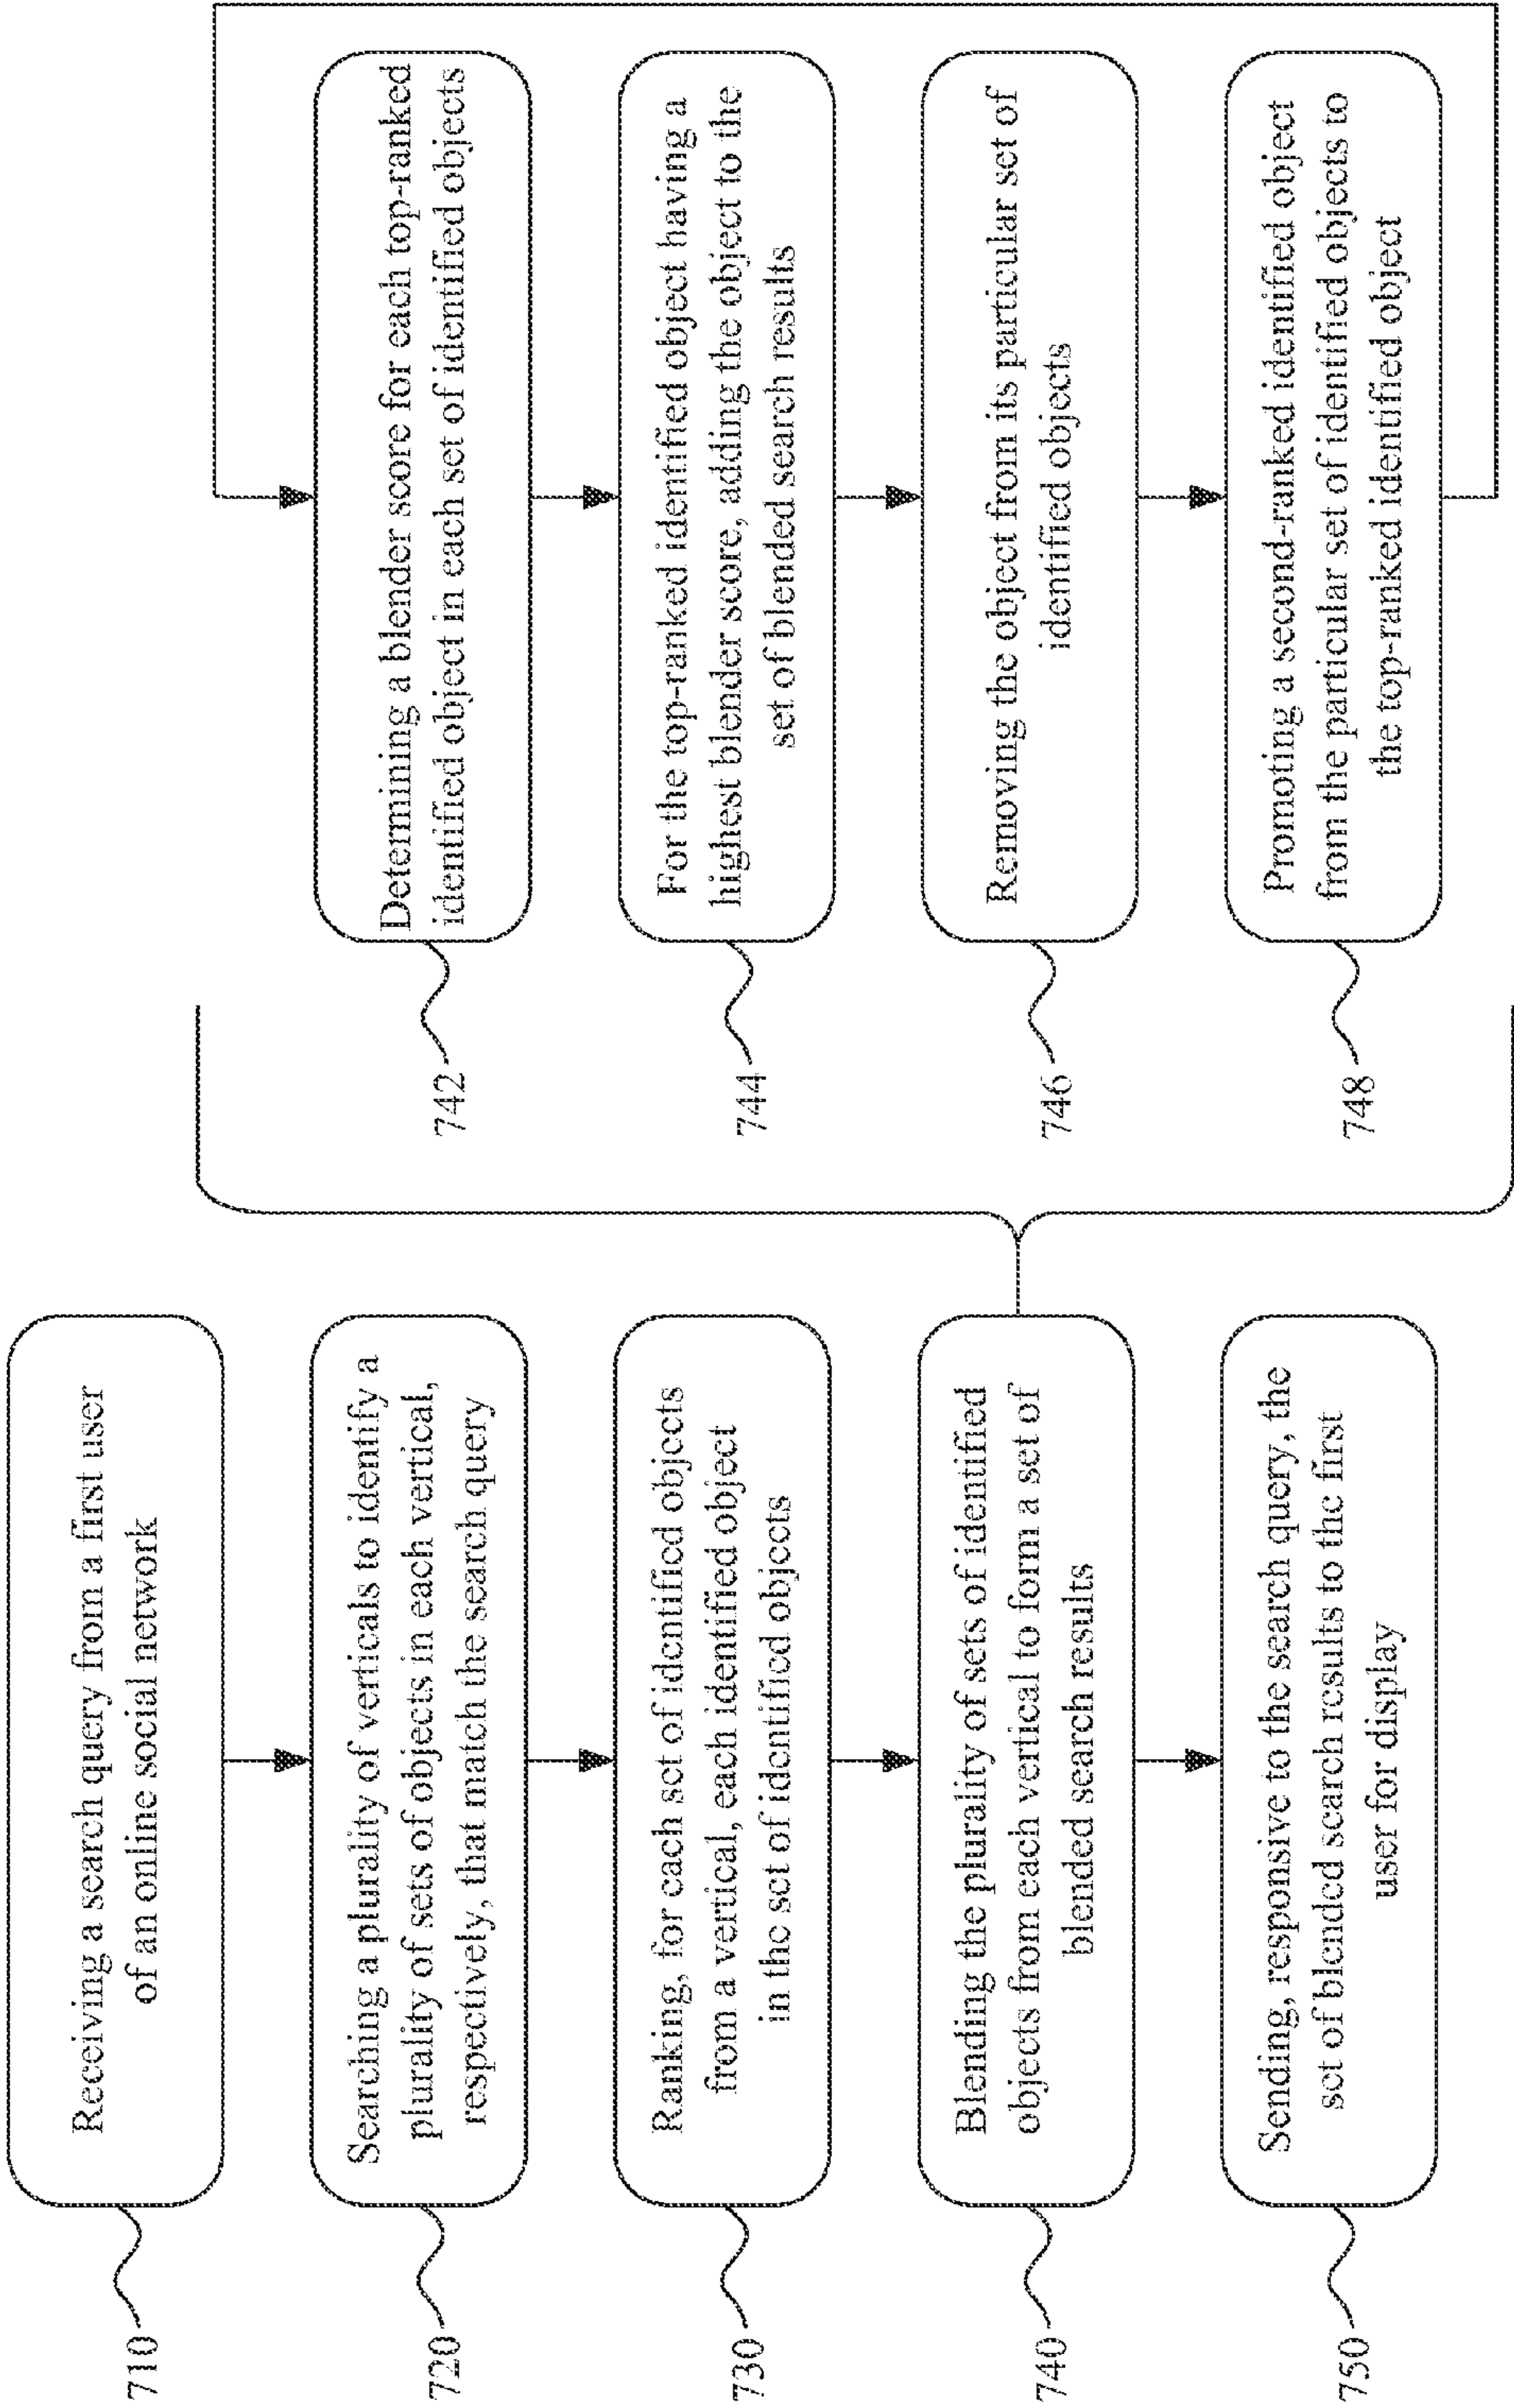 710
Receiving a search query from a first user
of an online social network
720
Searching a plurality of verticals to identify a
plurality of sets of objects in each vertical,
respectively, that match the search query
730
Ranking, for each set of identified objects
from a vertical, each identified object
in the set of identified objects
740
Blending the plurality of sets of identified
objects from each vertical to form a set of
blended search results
750
Sending, responsive to the search query, the
set of blended search results to the first
user for display
742
Determining a blender score for each top-ranked
identified object in each set of identified objects
744
For the top-ranked identified object having a
highest blender score, adding the object to the
set of blended search results
746
Removing the object from its particular set of
identified objects
748
Promoting a second-ranked identified object
from the particular set of identified objects to
the top-ranked identified object